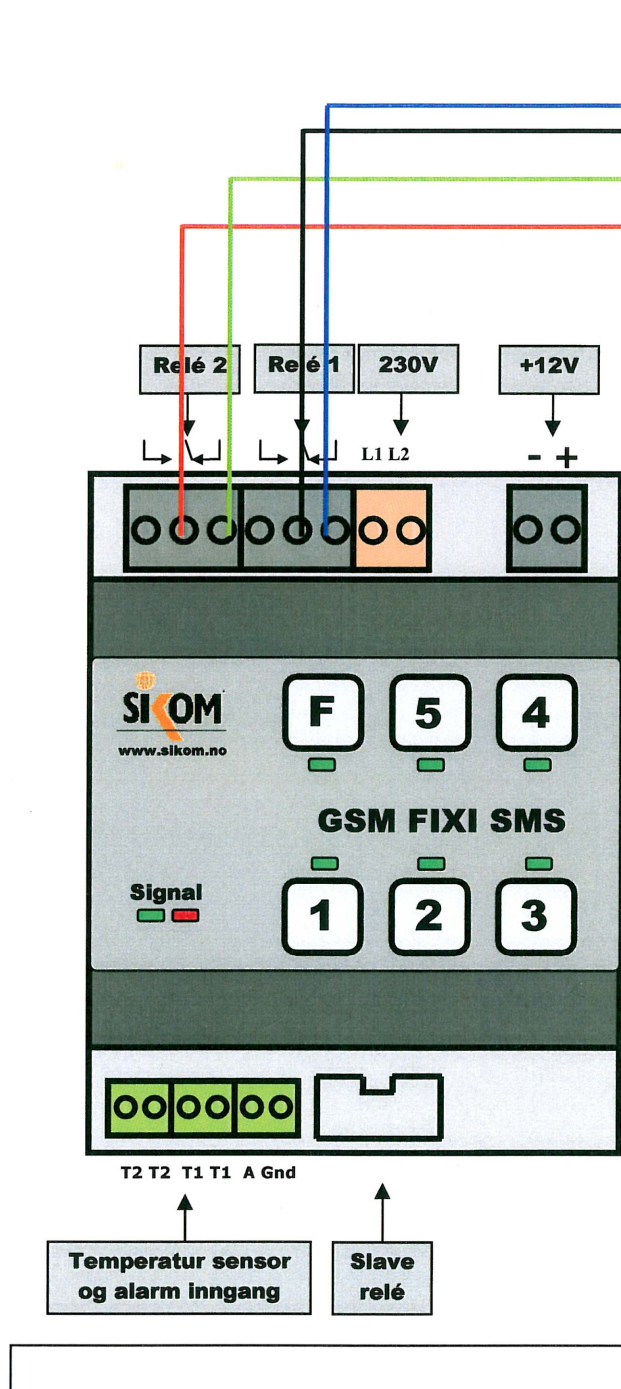 Relé 2 Relé 1 230V +12V
L1 L2 - +
SIKOM
www.sikom.no
F 5 4
GSM FIXI SMS
Signal
1 2 3
T2 T2 T1 T1 A Gnd
Temperatur sensor
og alarm inngang
Slave
relé